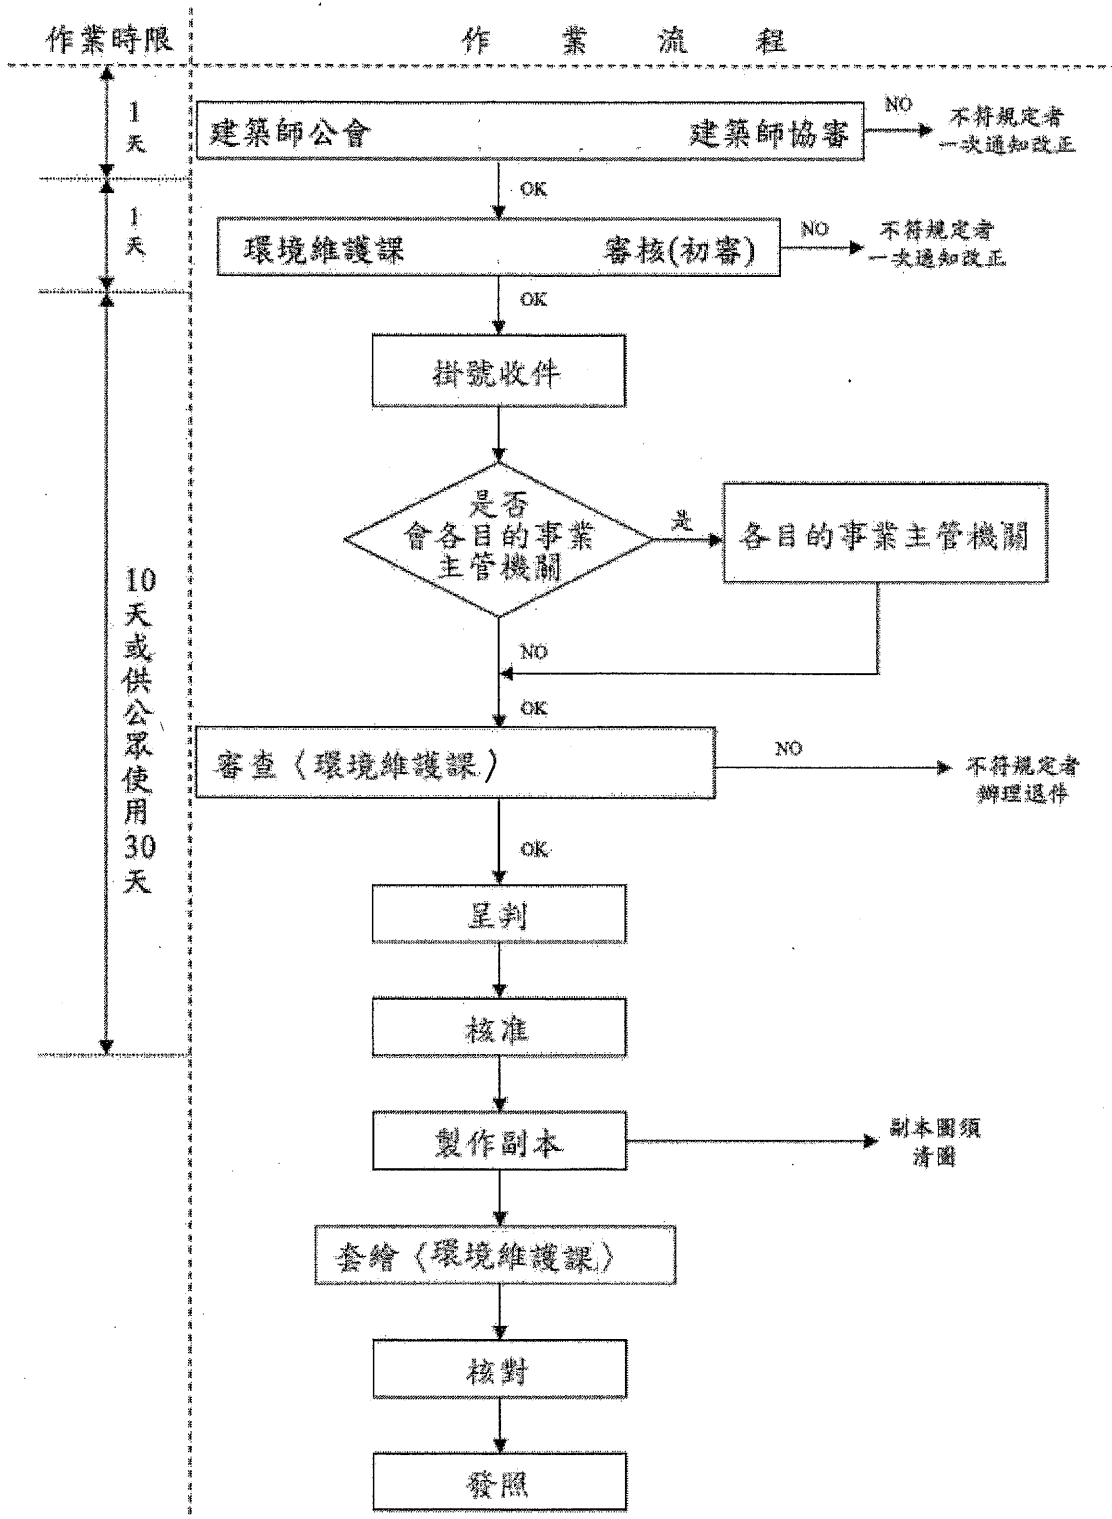 作業時限
作業流程
1
天
建築師公會 建築師協審
NO
不符規定者
一次通知改正
OK
1
天
環境維護課 審核(初審)
NO
不符規定者
一次通知改正
OK
掛號收件
是否
會各目的事業
主管機關
是
各目的事業主管機關
NO
OK
10
天
或
供
公
眾
使
用
30
天
審查〈環境維護課〉
NO
不符規定者
辦理退件
OK
呈判
核准
製作副本
副本圖須
清圖
套繪〈環境維護課〉
核對
發照